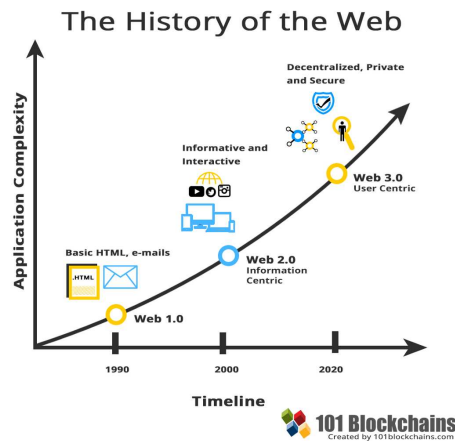 The History of the Web
Decentralized, Private
and Secure
Informative and
Interactive
Web 3.0
User Centric
Basic HTML, e-mails
.HTML
Web 2.0
Information
Centric
Web 1.0
Application Complexity
1990
2000
2020
Timeline
101 Blockchains
Created by 101blockchains.com